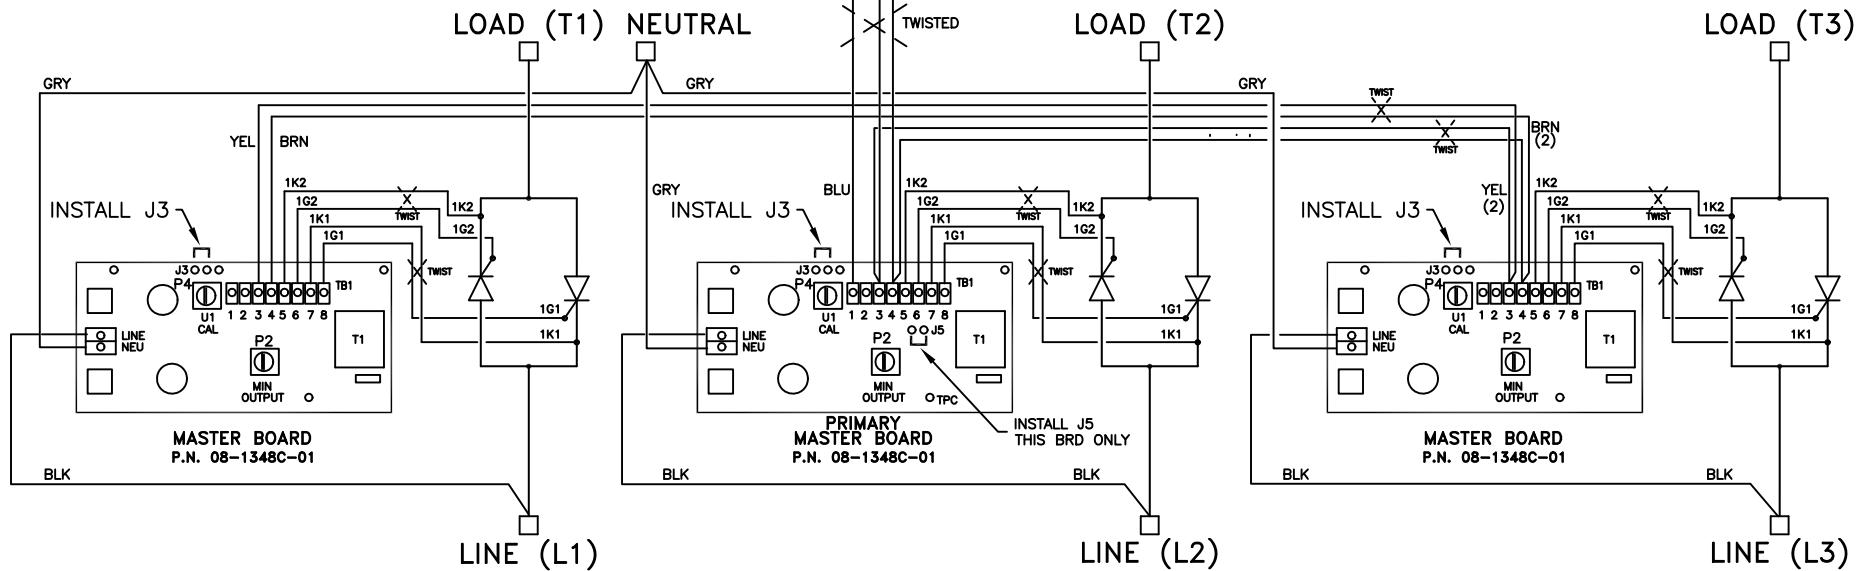 LOAD (T1) NEUTRAL
TWISTED
LOAD (T2)
LOAD (T3)
GRY
GRY
GRY
TWIST
YEL
BRN
BRN
(2)
TWIST
INSTALL J3
1K2
1G2
1K1
1G1
TWIST
1K2
1G2
TWIST
J3
P4
U1
CAL
TB1
1 2 3 4 5 6 7 8
1G1
1K1
LINE
NEU
P2
MIN
OUTPUT
T1
MASTER BOARD
P.N. 08-1348C-01
BLK
LINE (L1)
GRY
BLU
INSTALL J3
1K2
1G2
1K1
1G1
TWIST
1K2
1G2
TWIST
J3
P4
U1
CAL
TB1
1 2 3 4 5 6 7 8
1G1
1K1
LINE
NEU
P2
J5
MIN
OUTPUT
T1
TPC
PRIMARY
MASTER BOARD
P.N. 08-1348C-01
INSTALL J5
THIS BRD ONLY
BLK
BLK
LINE (L2)
YEL
(2)
INSTALL J3
1K2
1G2
1K1
1G1
TWIST
1K2
1G2
TWIST
J3
P4
U1
CAL
TB1
1 2 3 4 5 6 7 8
1G1
1K1
LINE
NEU
P2
MIN
OUTPUT
T1
MASTER BOARD
P.N. 08-1348C-01
BLK
BLK
LINE (L3)